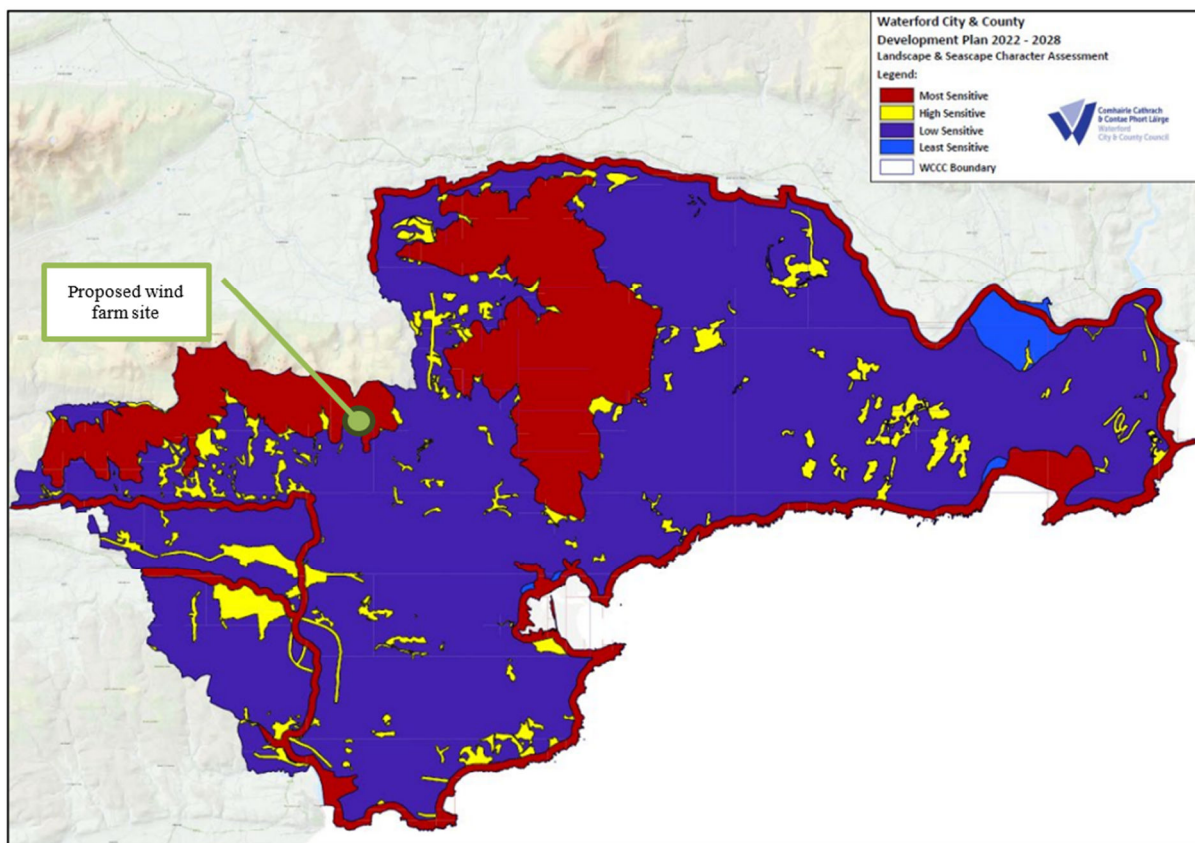 Waterford City & County
Development Plan 2022 - 2028
Landscape & Seascape Character Assessment
Legend:
Most Sensitive
High Sensitive
Low Sensitive
Least Sensitive
WCCC Boundary
Comhairle Cathrach
& Contae Phort Láirge
Waterford
City & County Council
Proposed wind
farm site